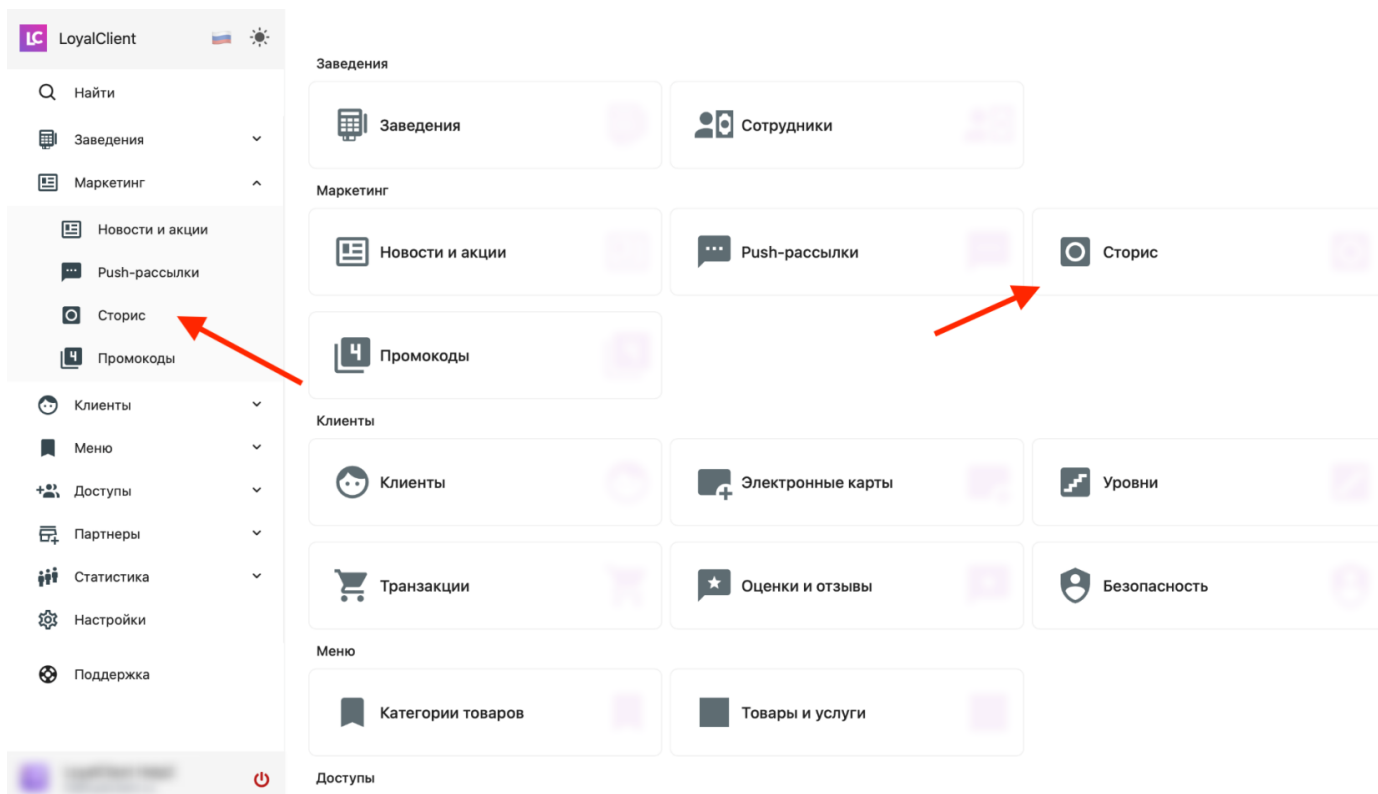 LC LoyalClient
Найти
Заведения
Маркетинг
Новости и акции
Push-рассылки
Сторис
Промокоды
Клиенты
Меню
Доступы
Партнеры
Статистика
Настройки
Поддержка
Заведения
Заведения
Сотрудники
Маркетинг
Новости и акции
Push-рассылки
Сторис
Промокоды
Клиенты
Клиенты
Электронные карты
Уровни
Транзакции
Оценки и отзывы
Безопасность
Меню
Категории товаров
Товары и услуги
Доступы